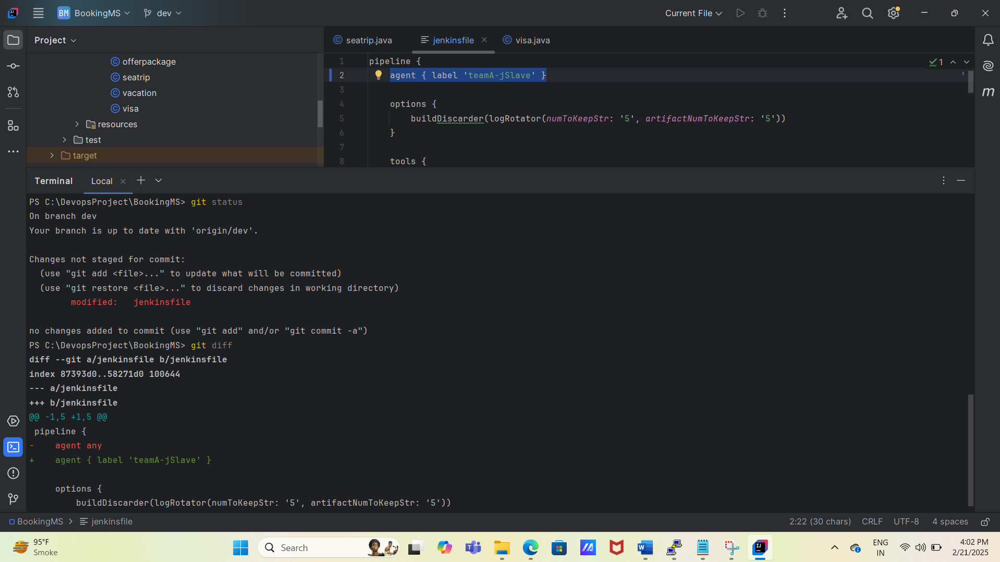 BM BookingMS dev Current File
Project
seatrip.java jenkinsfile visa.java
offerpackage
seatrip
vacation
visa
resources
test
target
1 pipeline {
2 agent { label 'teamA-jSlave' }
3
4 options {
5 buildDiscarder(logRotator(numToKeepStr: '5', artifactNumToKeepStr: '5'))
6 }
7
8 tools {
1
m
Terminal Local
PS C:\DevopsProject\BookingMS> git status
On branch dev
Your branch is up to date with 'origin/dev'.
Changes not staged for commit:
(use "git add <file>..." to update what will be committed)
(use "git restore <file>..." to discard changes in working directory)
modified: jenkinsfile
no changes added to commit (use "git add" and/or "git commit -a")
PS C:\DevopsProject\BookingMS> git diff
diff --git a/jenkinsfile b/jenkinsfile
index 87393d0..58271d0 100644
--- a/jenkinsfile
+++ b/jenkinsfile
@@ -1,5 +1,5 @@
pipeline {
- agent any
+ agent { label 'teamA-jSlave' }
options {
buildDiscarder(logRotator(numToKeepStr: '5', artifactNumToKeepStr: '5'))
BookingMS > jenkinsfile 2:22 (30 chars) CRLF UTF-8 4 spaces
95°F
Smoke
Search
ENG
IN
4:02 PM
2/21/2025